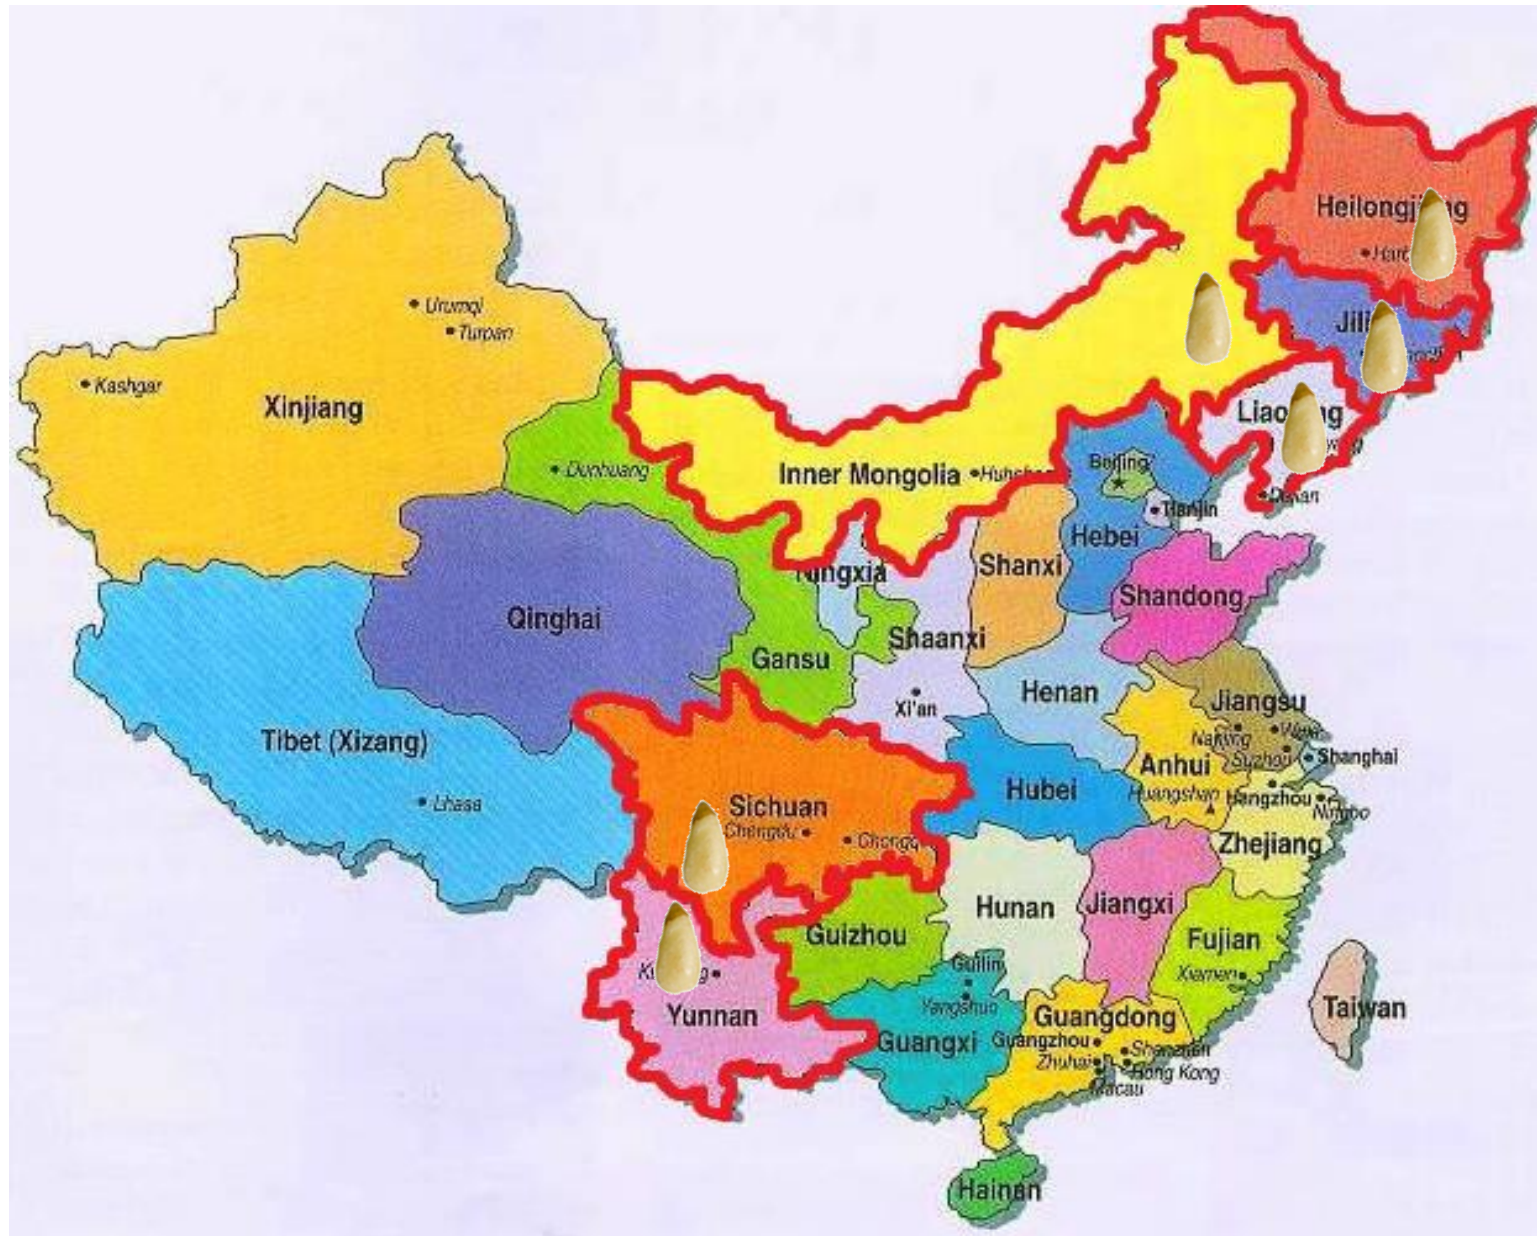 Heilongjiang
Urumqi
Turpan
Kashgar
Xinjiang
Dunhuang
Inner Mongolia
Beijing
Tianjin
Hebei
Shanxi
Ningxia
Shandong
Qinghai
Shaanxi
Gansu
Henan
Xi'an
Jiangsu
Nanjing
Suzhou
Shanghai
Tibet (Xizang)
Anhui
Huangshan
Hangzhou
Ningbo
Hubei
Lhasa
Sichuan
Chengdu
Zhejiang
Hunan
Jiangxi
Guizhou
Fujian
Xiamen
Guilin
Yangshuo
Yunnan
Guangdong
Taiwan
Guangxi
Guangzhou
Shenzhen
Zhuhai
Hong Kong
Macau
Hainan